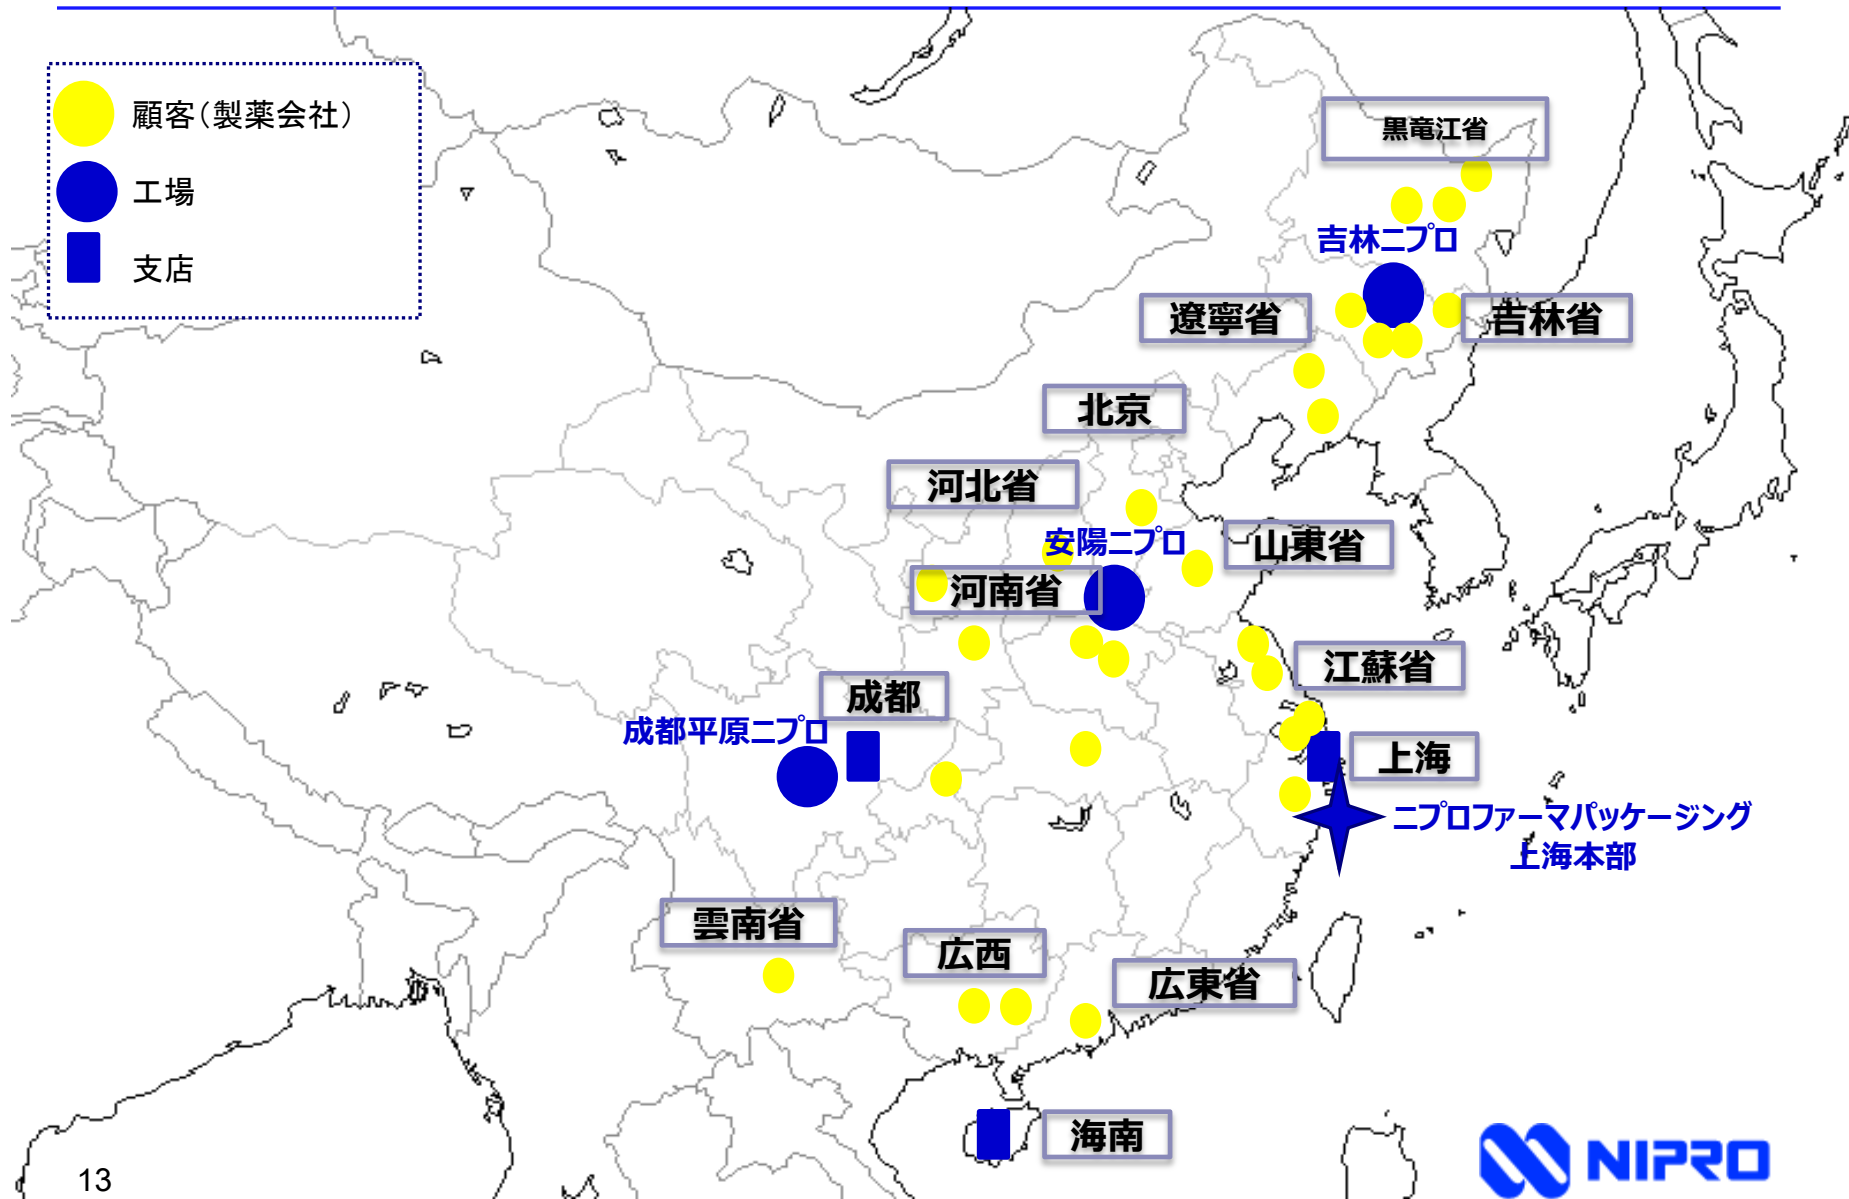 顧客（製薬会社）
工場
支店
黒竜江省
吉林ニプロ
遼寧省
吉林省
北京
河北省
安陽ニプロ
山東省
河南省
江蘇省
成都
成都平原ニプロ
上海
ニプロファーマパッケージング
上海本部
雲南省
広西
広東省
海南
13
NIPRO